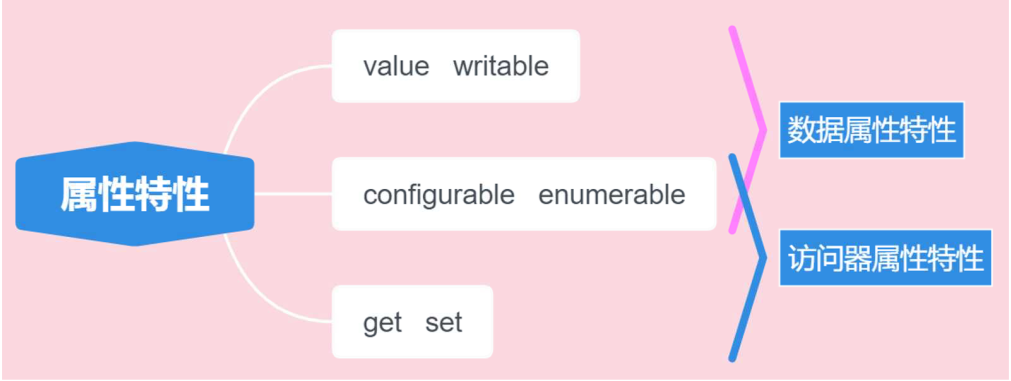 属性特性
value writable
configurable enumerable
get set
数据属性特性
访问器属性特性